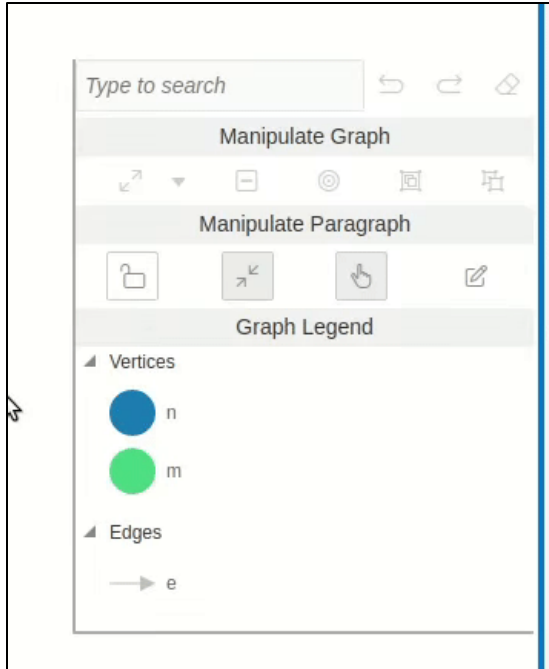 Type to search
Manipulate Graph
Manipulate Paragraph
Graph Legend
Vertices
n
m
Edges
e